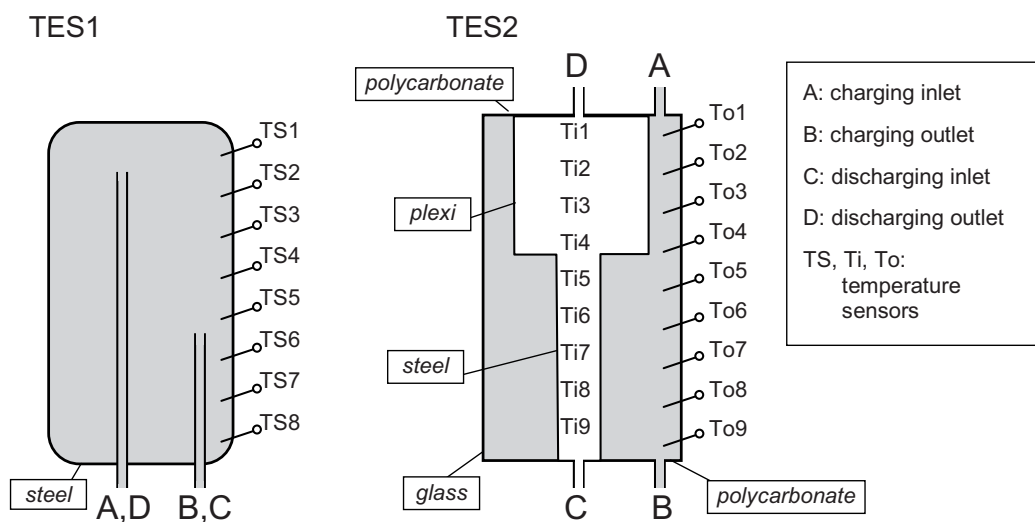 TES1
TS1
TS2
TS3
TS4
TS5
TS6
TS7
TS8
steel
A,D
B,C
TES2
D
A
polycarbonate
Ti1
Ti2
Ti3
Ti4
Ti5
Ti6
Ti7
Ti8
Ti9
To1
To2
To3
To4
To5
To6
To7
To8
To9
plexi
steel
glass
C
B
polycarbonate
A: charging inlet
B: charging outlet
C: discharging inlet
D: discharging outlet
TS, Ti, To:
temperature
sensors